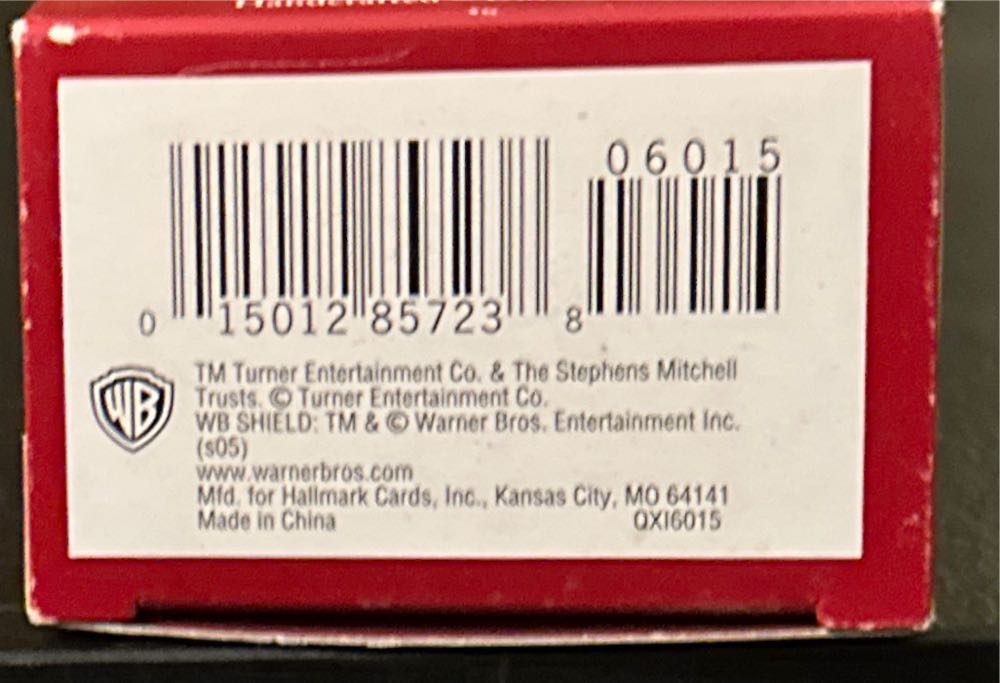 Handcrafted
06015
0 15012 85723 8
WB
TM Turner Entertainment Co. & The Stephens Mitchell
Trusts. © Turner Entertainment Co.
WB SHIELD: TM & © Warner Bros. Entertainment Inc.
(s05)
www.warnerbros.com
Mfd. for Hallmark Cards, Inc., Kansas City, MO 64141
Made in China QXI6015